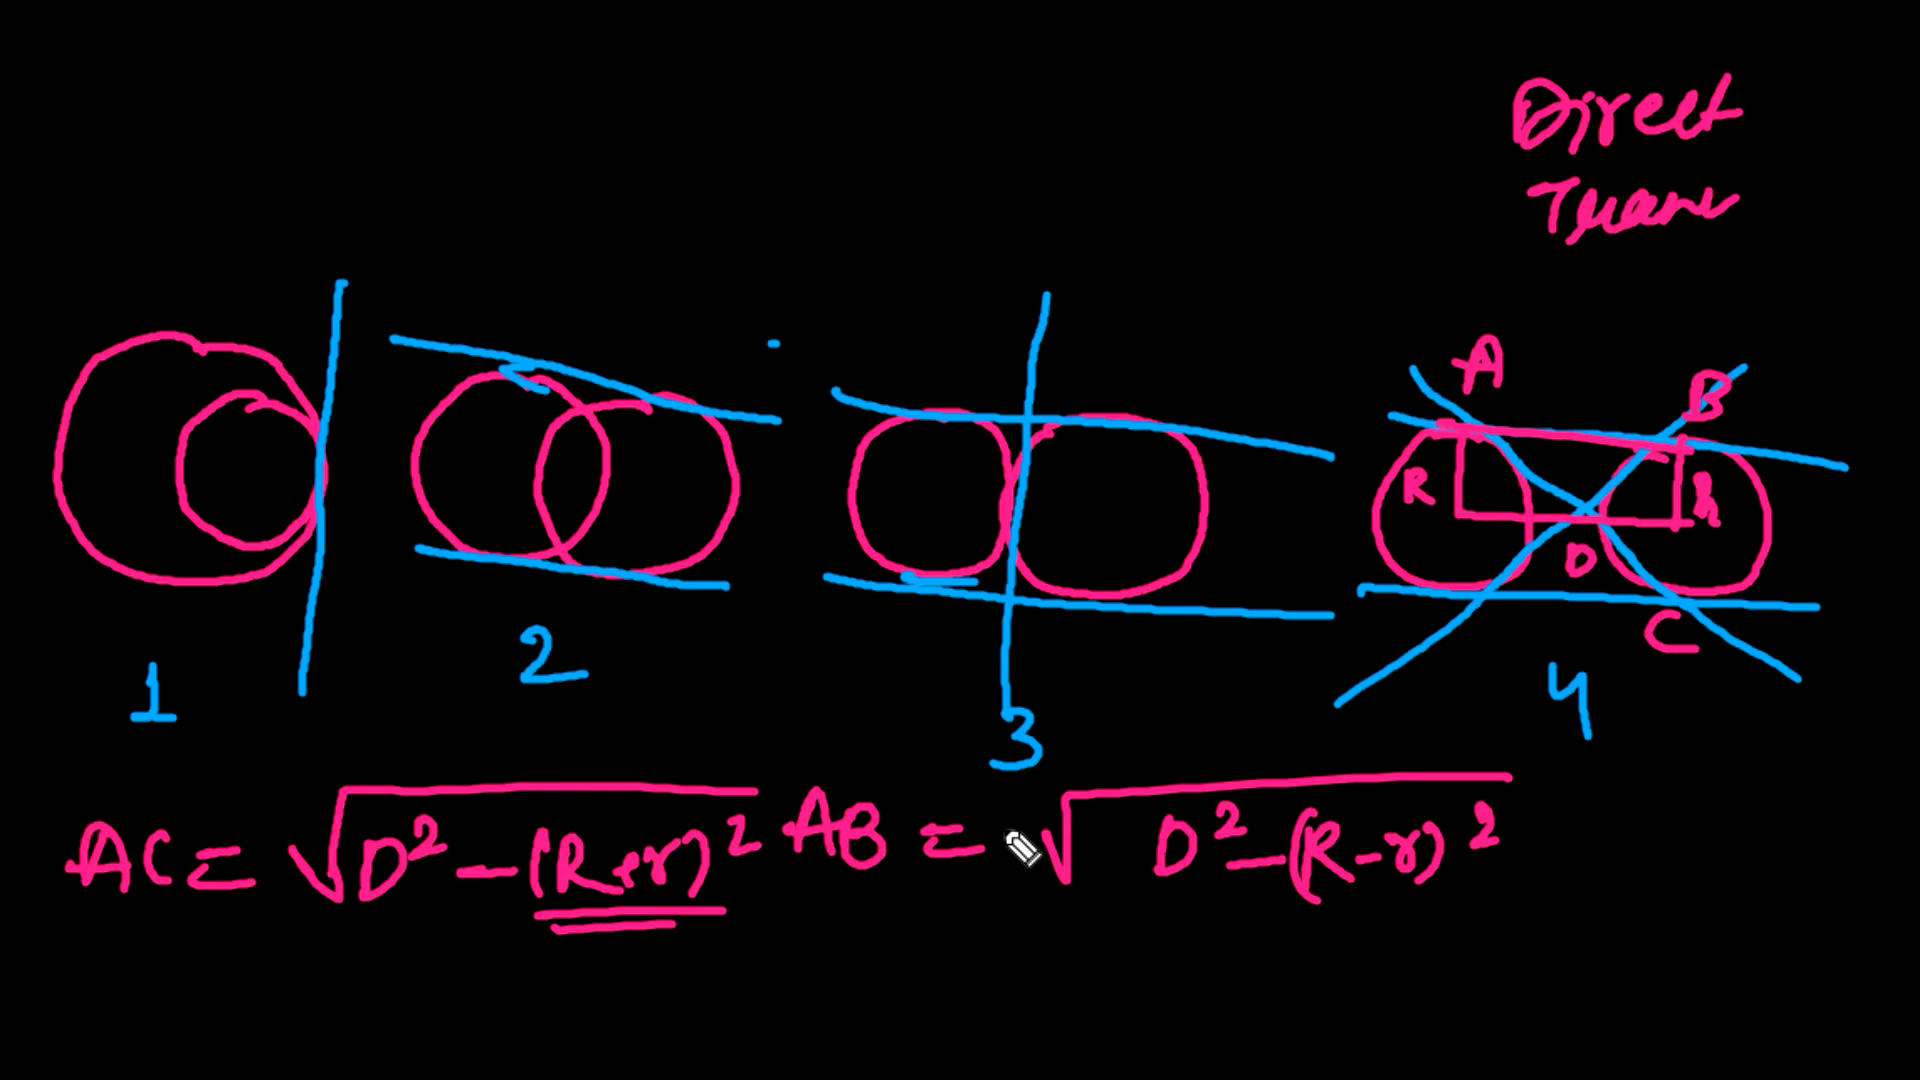 Direct
Trans
A
B
R
r
D
C
1
2
3
4
AC = √D² - (R+r)²
AB = √D² - (R-r)²